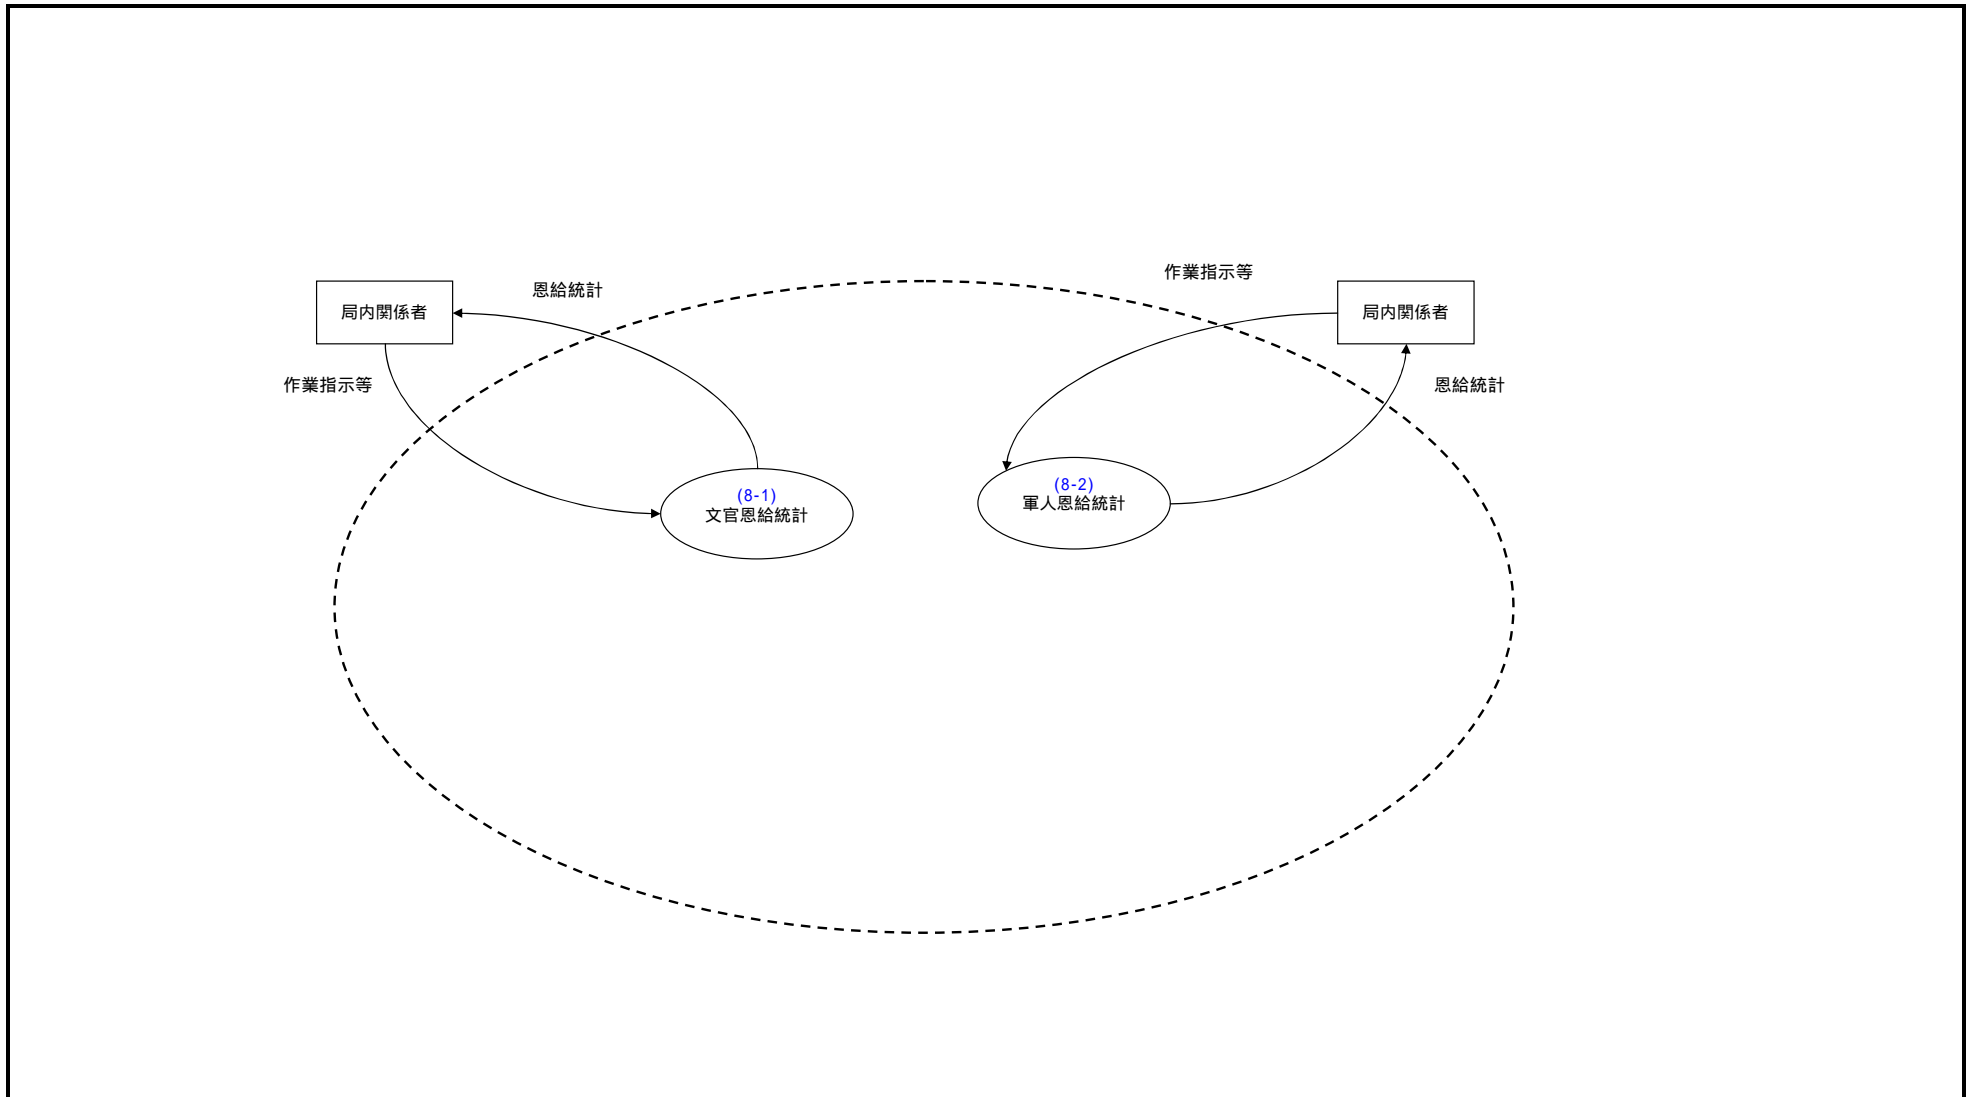 作業指示等
恩給統計
局内関係者
局内関係者
作業指示等
恩給統計
(8-1)
文官恩給統計
(8-2)
軍人恩給統計